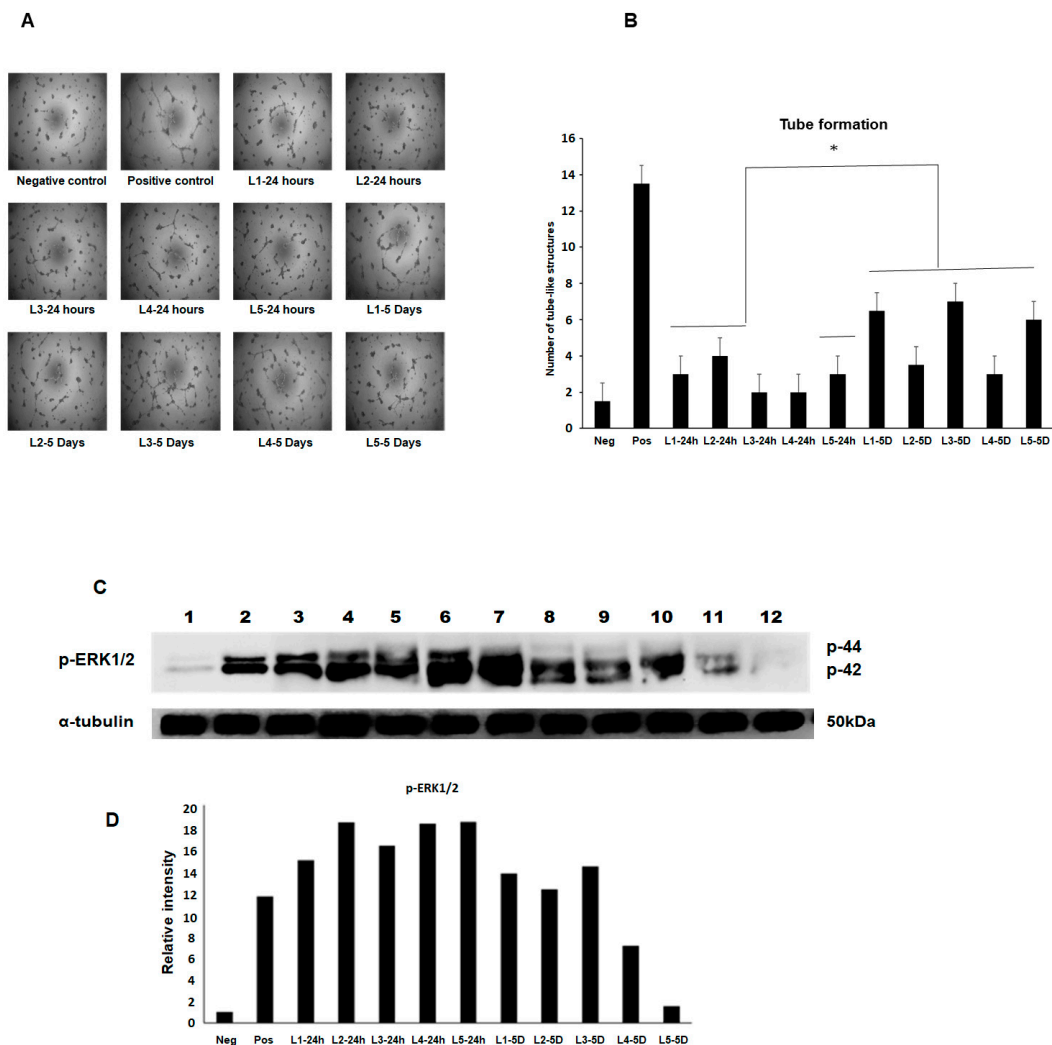 A
Negative control Positive control L1-24 hours L2-24 hours
L3-24 hours L4-24 hours L5-24 hours L1-5 Days
L2-5 Days L3-5 Days L4-5 Days L5-5 Days
B
Tube formation
*
Number of tube-like structures
16
14
12
10
8
6
4
2
0
Neg Pos L1-24h L2-24h L3-24h L4-24h L5-24h L1-5D L2-5D L3-5D L4-5D L5-5D
C
1 2 3 4 5 6 7 8 9 10 11 12
p-ERK1/2
p-44
p-42
α-tubulin 50kDa
D
p-ERK1/2
Relative intensity
20
18
16
14
12
10
8
6
4
2
0
Neg Pos L1-24h L2-24h L3-24h L4-24h L5-24h L1-5D L2-5D L3-5D L4-5D L5-5D